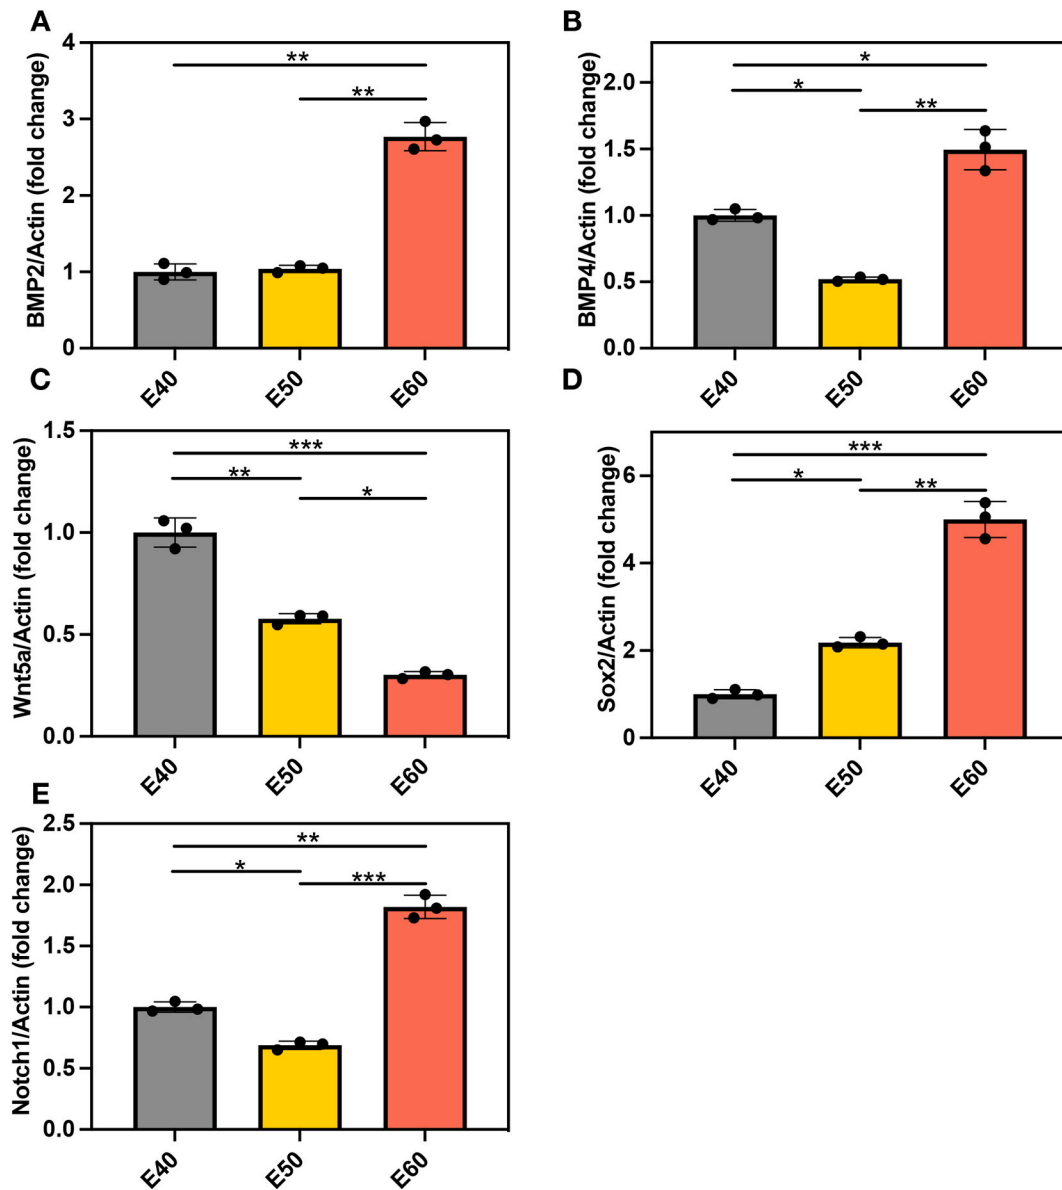 A
BMP2/Actin (fold change)
4
3
2
1
0
**
**
E40
E50
E60
B
BMP4/Actin (fold change)
2.0
1.5
1.0
0.5
0.0
*
*
**
E40
E50
E60
C
Wnt5a/Actin (fold change)
1.5
1.0
0.5
0.0
***
**
*
E40
E50
E60
D
Sox2/Actin (fold change)
6
4
2
0
***
*
**
E40
E50
E60
E
Notch1/Actin (fold change)
2.5
2.0
1.5
1.0
0.5
0.0
**
*
***
E40
E50
E60